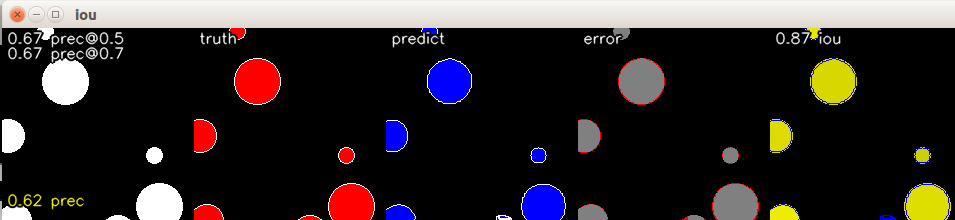 iou
0.67 prec@0.5 truth predict error 0.87 iou
0.67 prec@0.7
0.62 prec